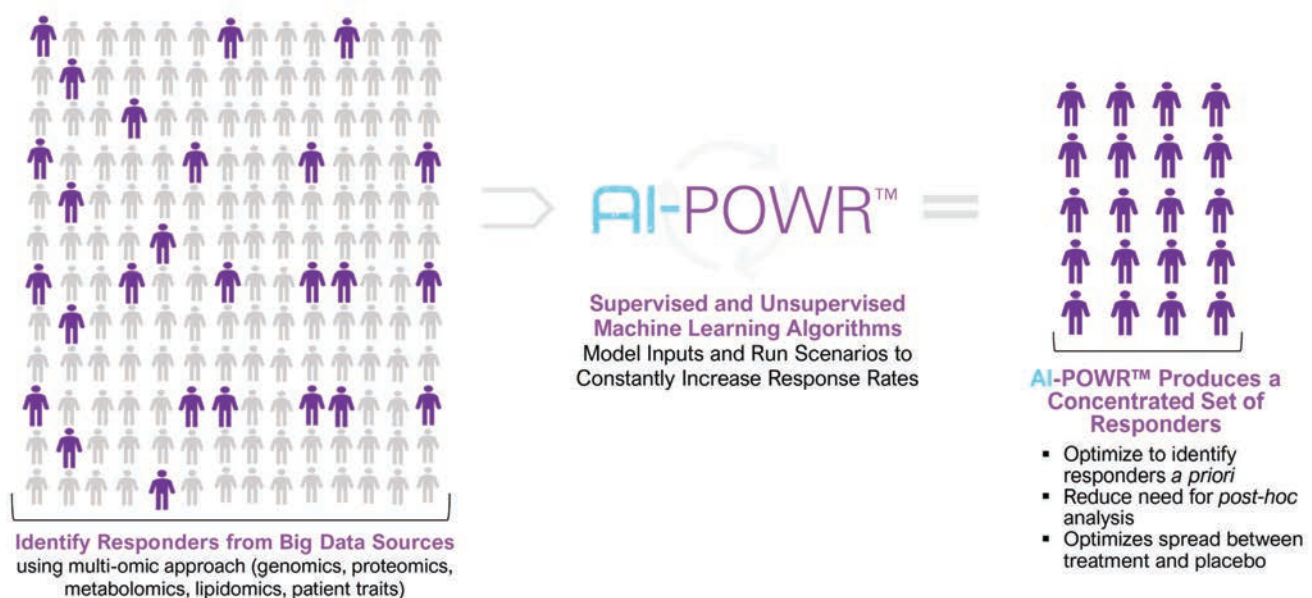 AI-POWR™
Supervised and Unsupervised
Machine Learning Algorithms
Model Inputs and Run Scenarios to
Constantly Increase Response Rates
AI-POWR™ Produces a
Concentrated Set of
Responders
▪ Optimize to identify
responders a priori
▪ Reduce need for post-hoc
analysis
▪ Optimizes spread between
treatment and placebo
Identify Responders from Big Data Sources
using multi-omic approach (genomics, proteomics,
metabolomics, lipidomics, patient traits)